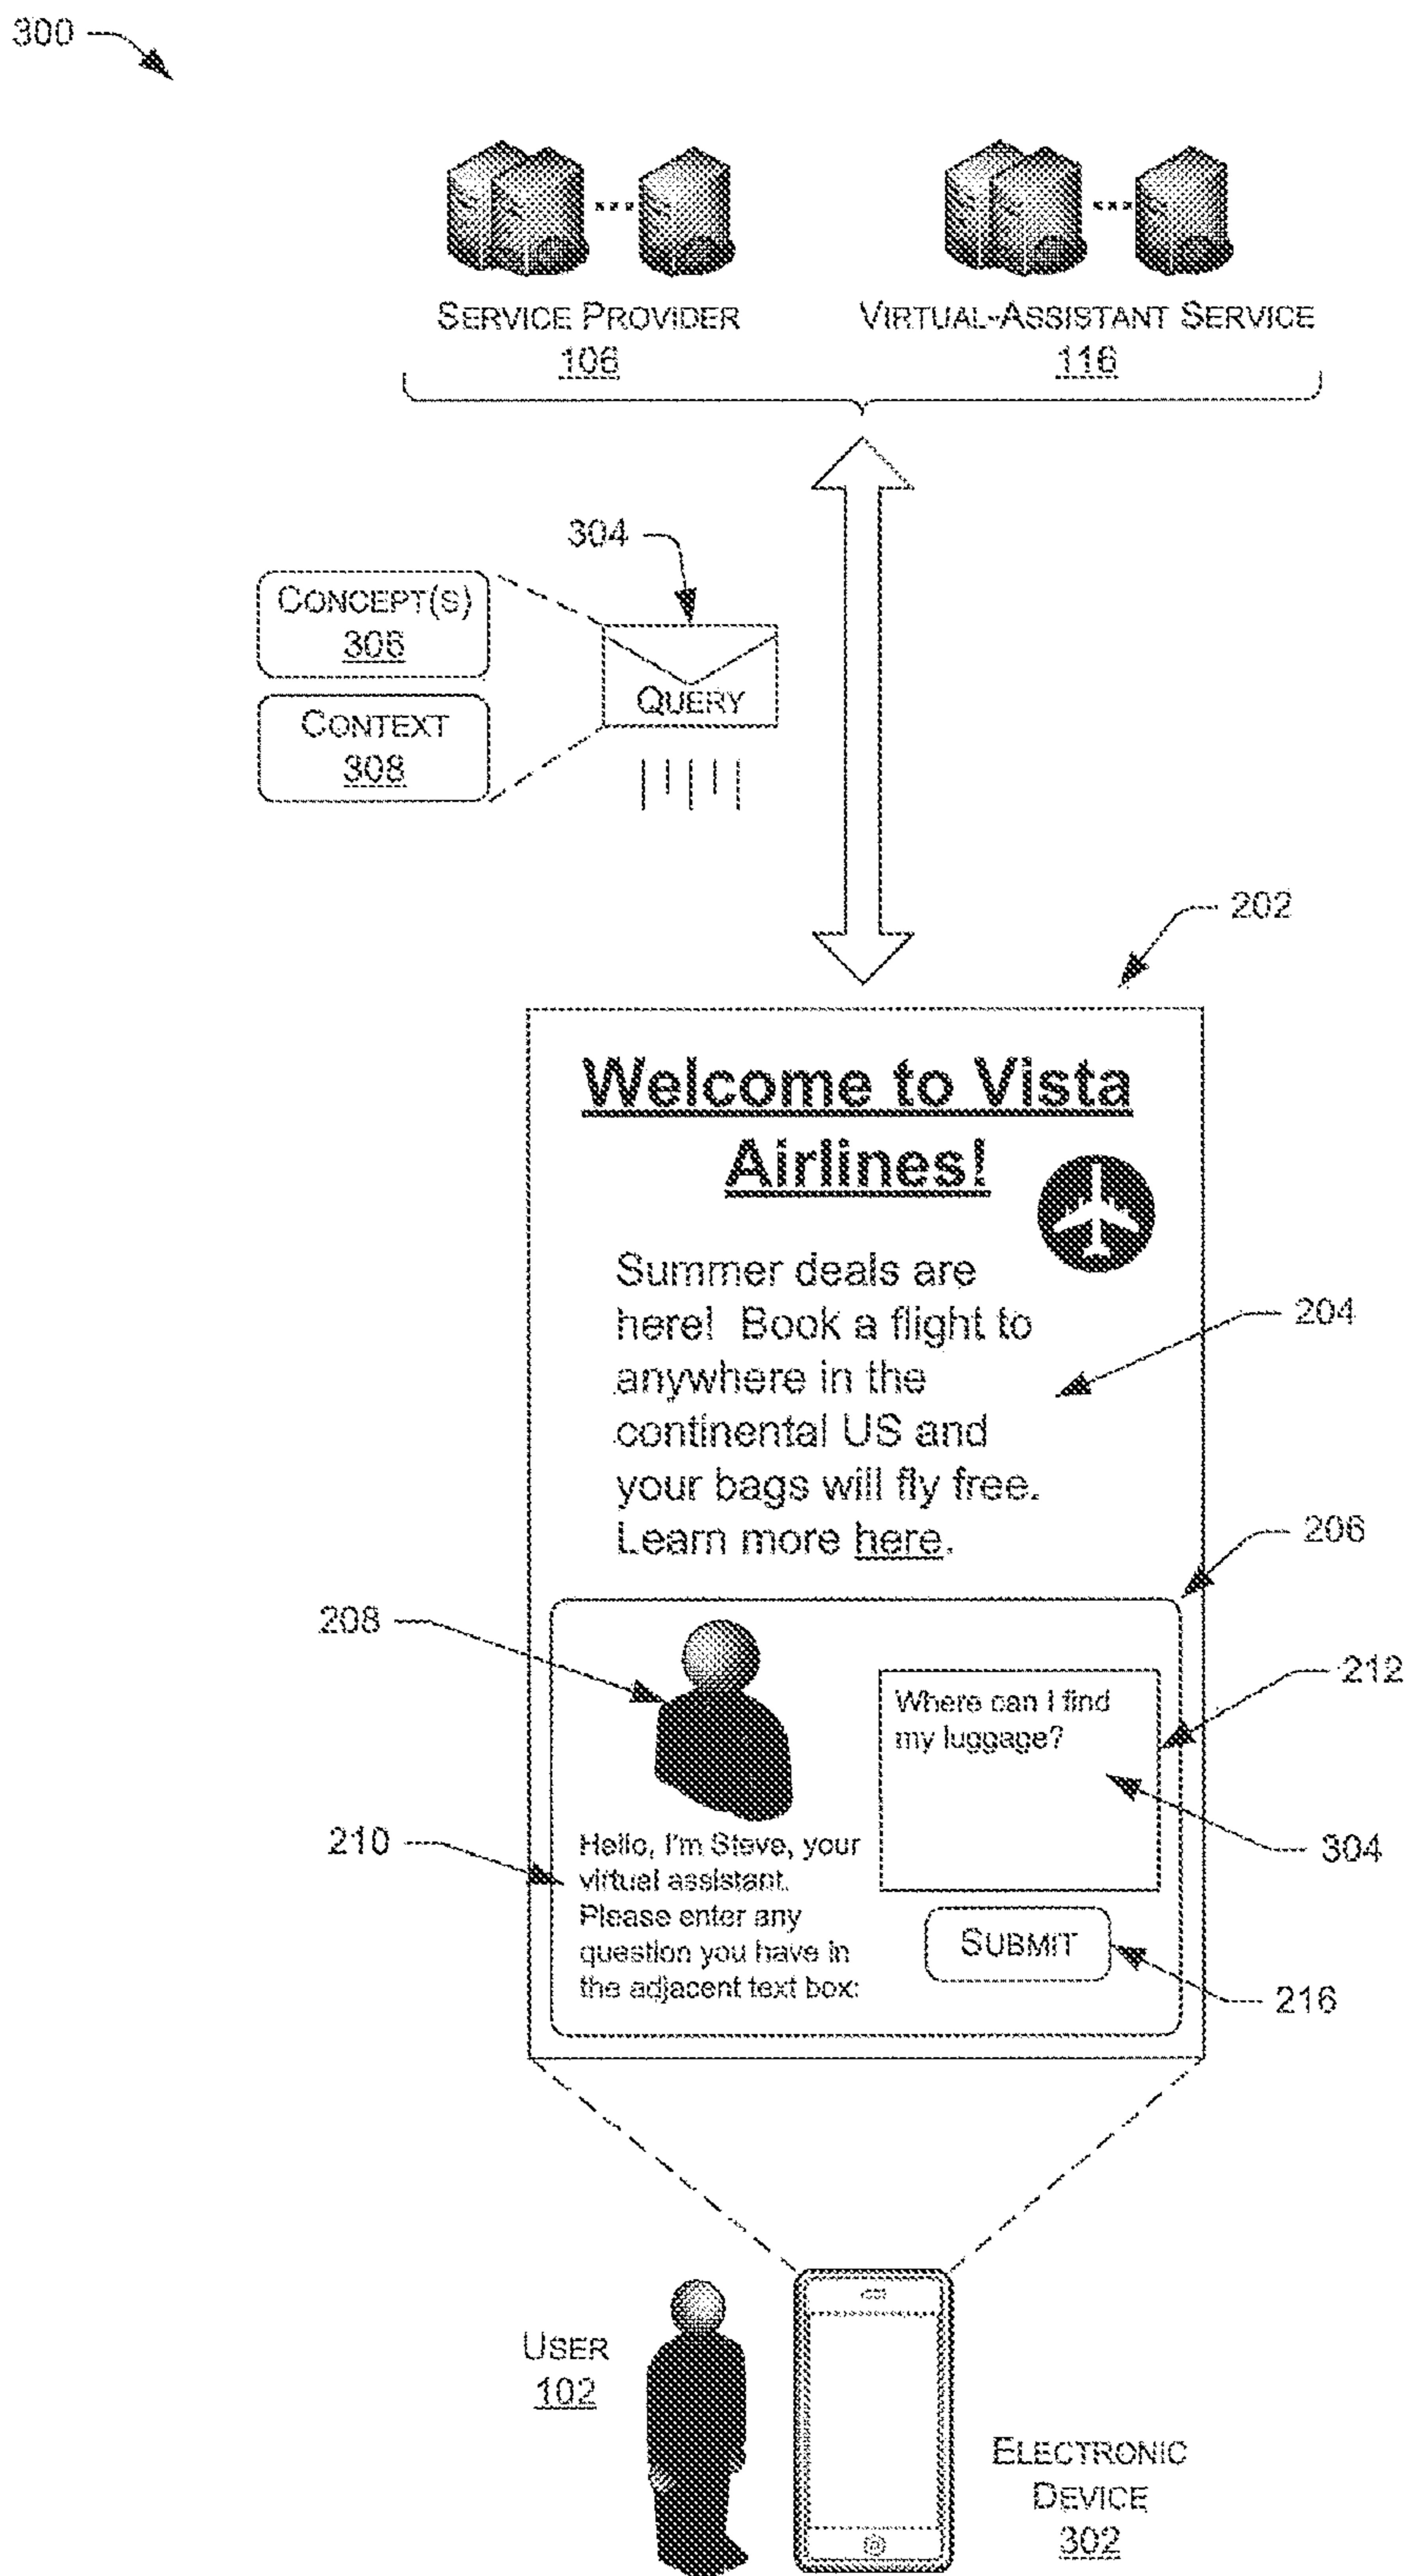 300
SERVICE PROVIDER
106
VIRTUAL-ASSISTANT SERVICE
116
304
CONCEPT(S)
306
CONTEXT
308
QUERY
202
Welcome to Vista
Airlines!
Summer deals are
here! Book a flight to
anywhere in the
continental US and
your bags will fly free.
Learn more here.
204
206
208
212
Where can I find
my luggage?
210
Hello, I'm Steve, your
virtual assistant.
Please enter any
question you have in
the adjacent text box:
304
SUBMIT
216
USER
102
ELECTRONIC
DEVICE
302